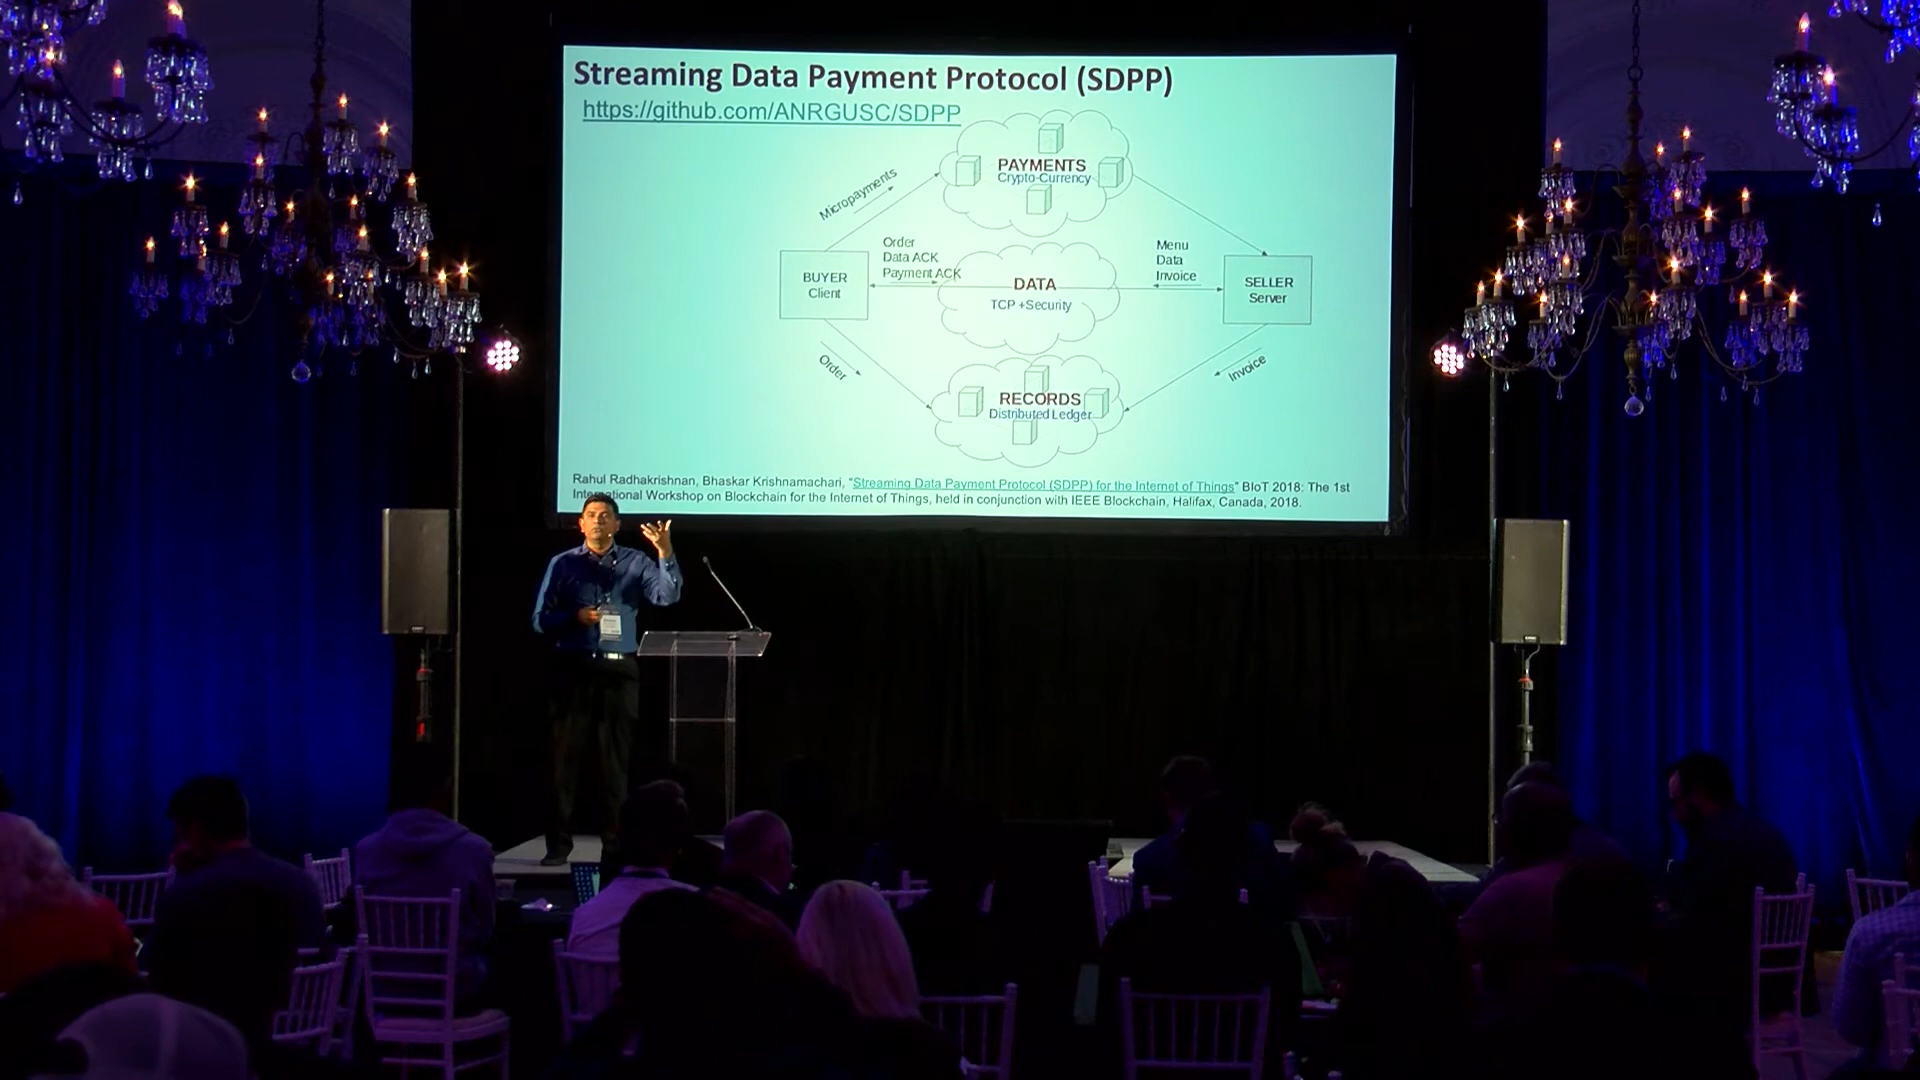 Streaming Data Payment Protocol (SDPP)
https://github.com/ANRGUSC/SDPP
PAYMENTS
Crypto-Currency
Micropayments
Order
Data ACK
Payment ACK
Menu
Data
Invoice
BUYER
Client
DATA
TCP +Security
SELLER
Server
Order
Invoice
RECORDS
Distributed Ledger
Rahul Radhakrishnan, Bhaskar Krishnamachari, "Streaming Data Payment Protocol (SDPP) for the Internet of Things" BIoT 2018: The 1st
International Workshop on Blockchain for the Internet of Things, held in conjunction with IEEE Blockchain, Halifax, Canada, 2018.